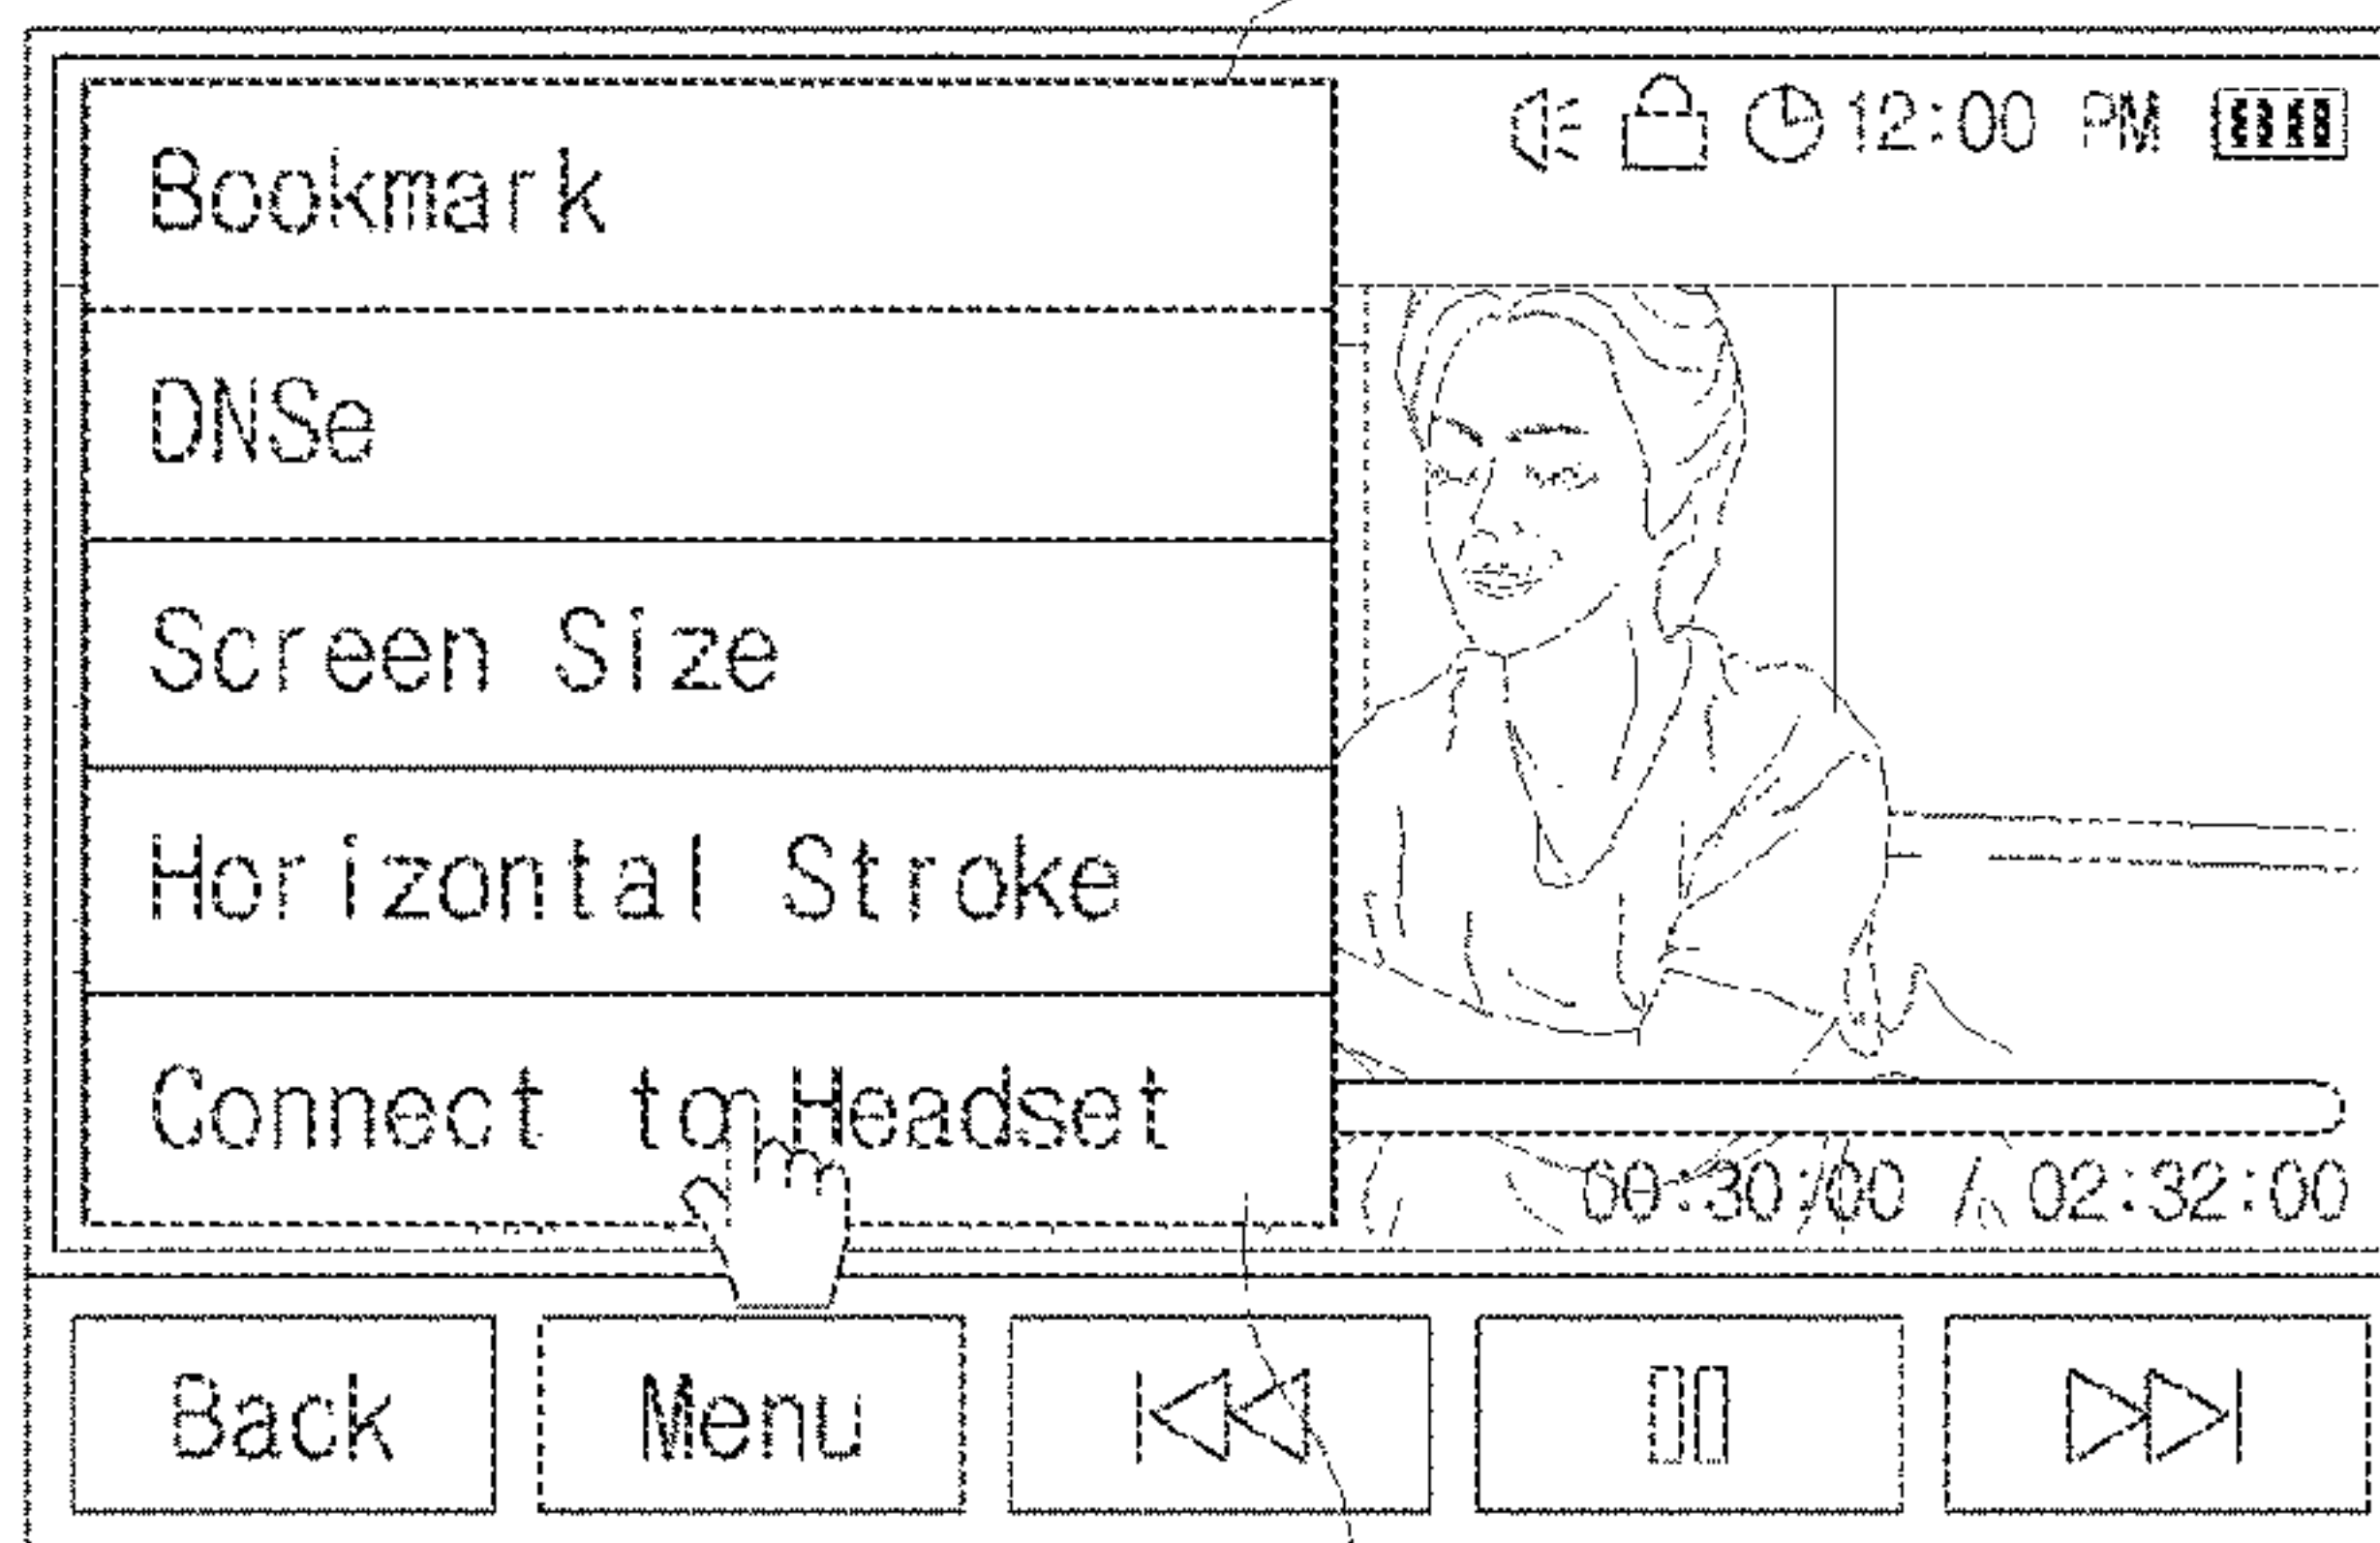 12:00 PM
Bookmark
DNSe
Screen Size
Horizontal Stroke
Connect to Headset
00:30:00 / 02:32:00
Back
Menu